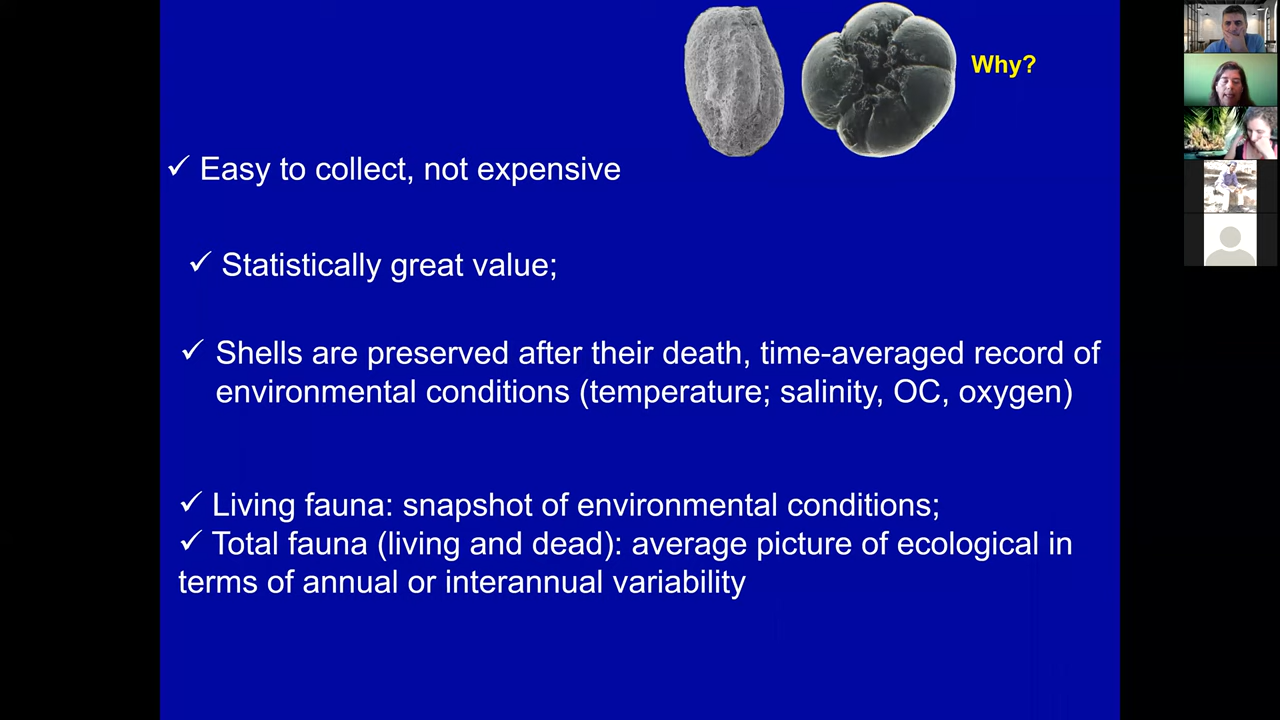 Why?
✓ Easy to collect, not expensive
✓ Statistically great value;
✓ Shells are preserved after their death, time-averaged record of
environmental conditions (temperature; salinity, OC, oxygen)
✓ Living fauna: snapshot of environmental conditions;
✓ Total fauna (living and dead): average picture of ecological in
terms of annual or interannual variability